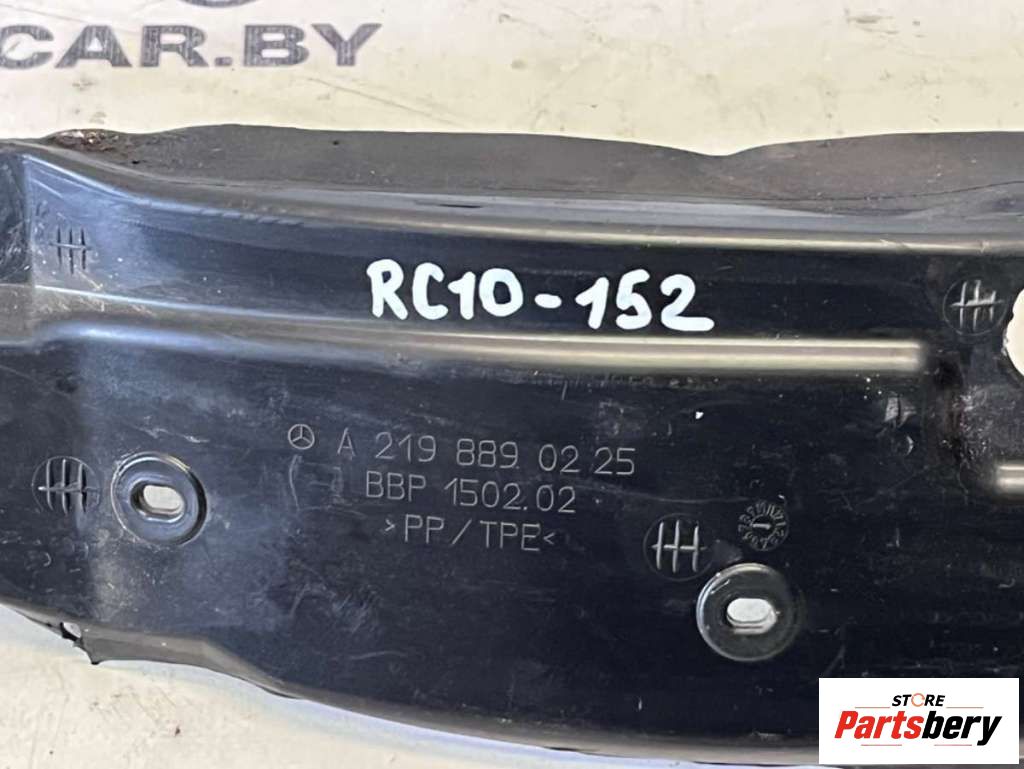 CAR.BY
RC10-152
A 219 889 02 25
BBP 1502.02
>PP/TPE<
STORE
Partsbery